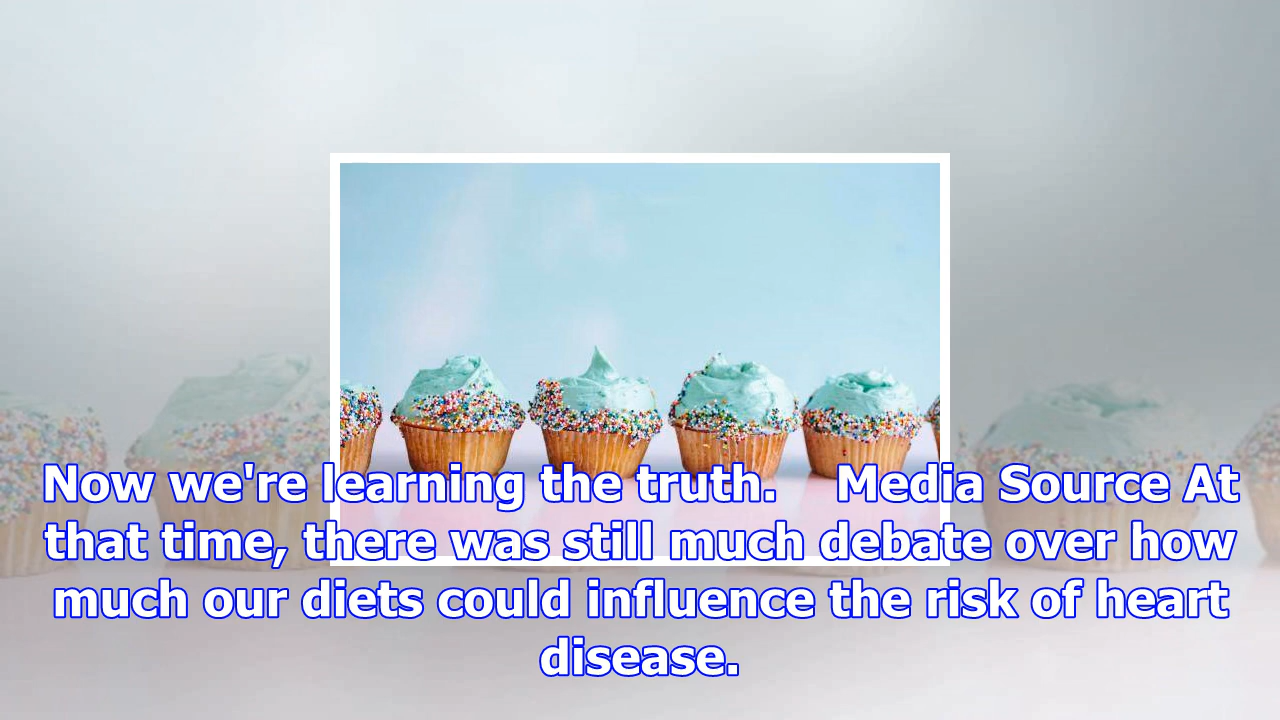 Now we're learning the truth.    Media Source At
that time, there was still much debate over how
much our diets could influence the risk of heart
disease.